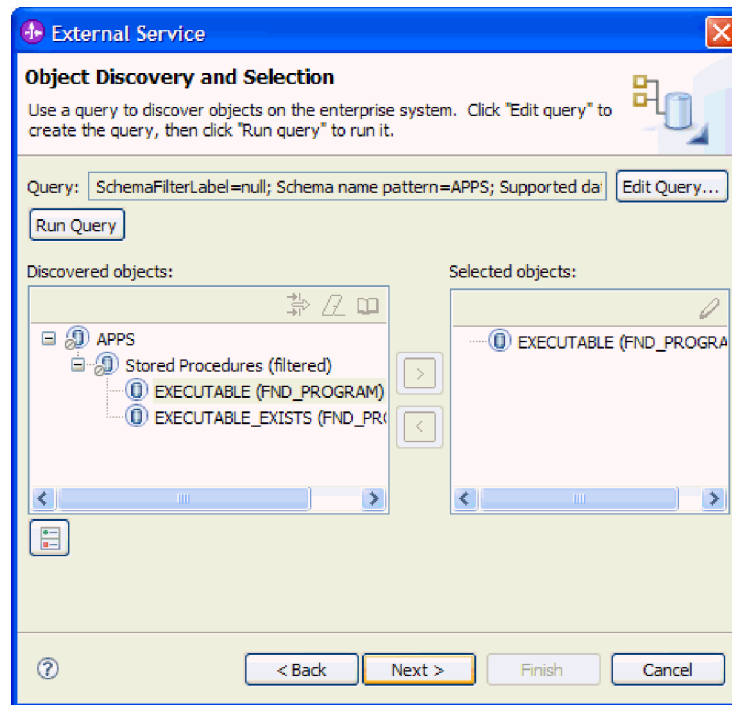 External Service
Object Discovery and Selection
Use a query to discover objects on the enterprise system. Click "Edit query" to
create the query, then click "Run query" to run it.
Query: SchemaFilterLabel=null; Schema name pattern=APPS; Supported da Edit Query...
Run Query
Discovered objects: Selected objects:
APPS EXECUTABLE (FND_PROGRA
Stored Procedures (filtered)
EXECUTABLE (FND_PROGRAM)
EXECUTABLE_EXISTS (FND_PR
> 
<
< Back Next > Finish Cancel